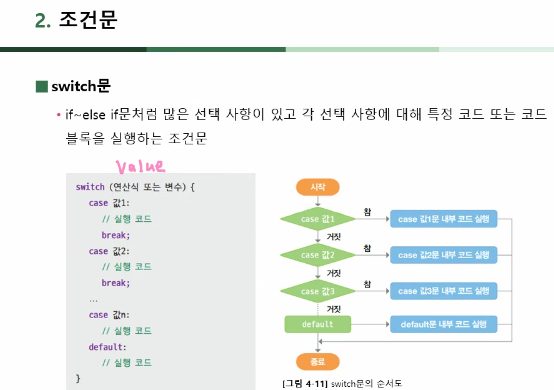 2. 조건문
switch문
• if~else if문처럼 많은 선택 사항이 있고 각 선택 사항에 대해 특정 코드 또는 코드
블록을 실행하는 조건문
value
switch (연산식 또는 변수) {
case 값1:
// 실행 코드
break;
case 값2:
// 실행 코드
break;
...
case 값n:
// 실행 코드
default:
// 실행 코드
}
시작
case 값1
참
case 값1문 내부 코드 실행
거짓
case 값2
참
case 값2문 내부 코드 실행
거짓
case 값3
참
case 값3문 내부 코드 실행
거짓
default
default문 내부 코드 실행
종료
[그림 4-11] switch문의 순서도